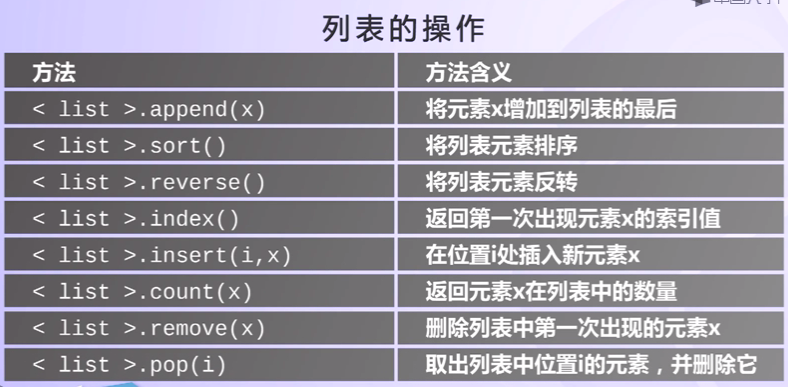 列表的操作
方法 方法含义
< list >.append(x) 将元素x增加到列表的最后
< list >.sort() 将列表元素排序
< list >.reverse() 将列表元素反转
< list >.index() 返回第一次出现元素x的索引值
< list >.insert(i,x) 在位置i处插入新元素x
< list >.count(x) 返回元素x在列表中的数量
< list >.remove(x) 删除列表中第一次出现的元素x
< list >.pop(i) 取出列表中位置i的元素，并删除它